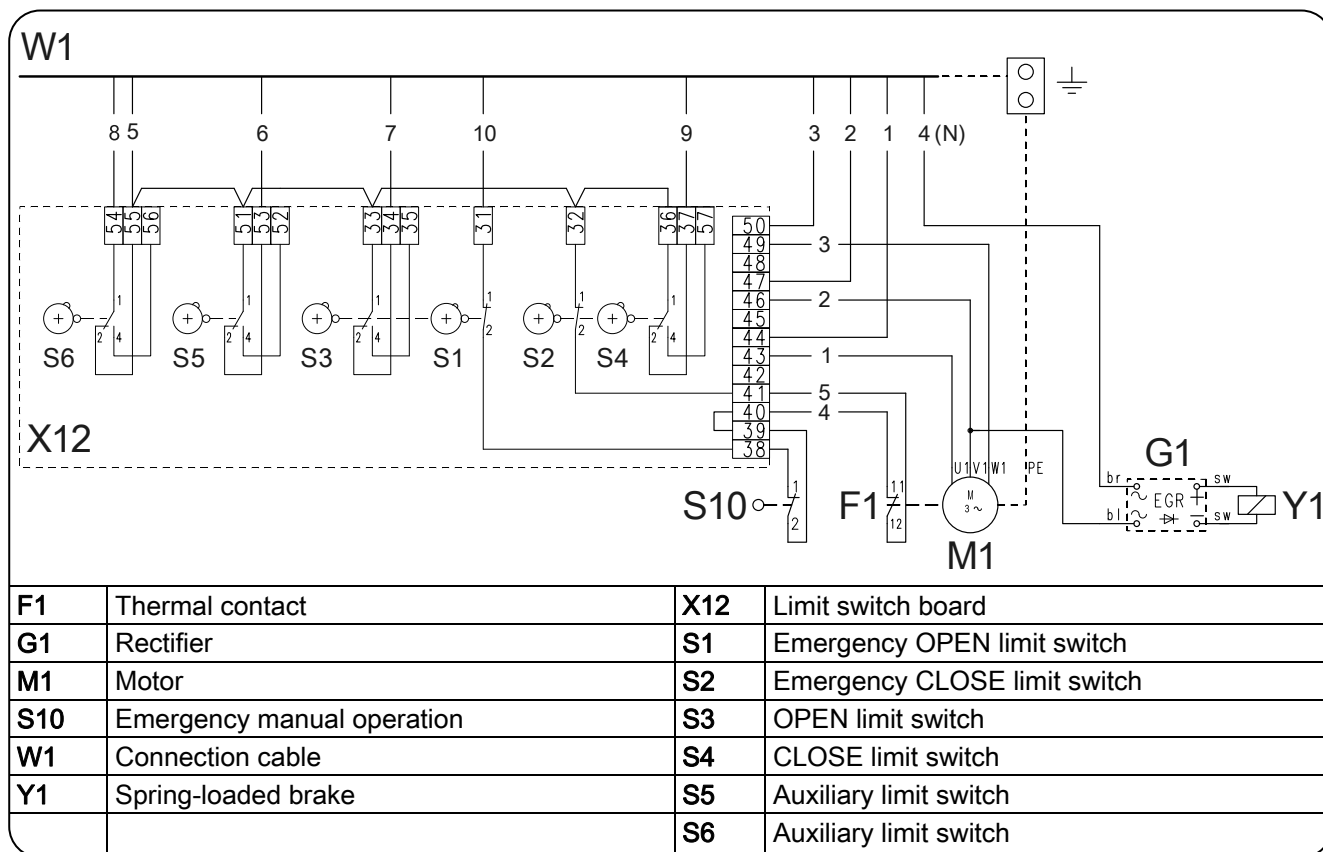 W1
8 5 6 7 10 9 3 2 1 4 (N)
54 55 56 51 53 52 33 34 35 31 32 36 37 57
50
49 3
48
47
46 2
45
44
43 1
42
41 5
40 4
39
38
1 1 1 1 1 1
2 4 2 4 2 4 2 2 2 4
S6 S5 S3 S1 S2 S4
X12
U1 V1 W1 PE
G1
br sw
EGR
bl sw
Y1
S10 1 2
F1 11 12
M 3~
M1
F1 Thermal contact X12 Limit switch board
G1 Rectifier S1 Emergency OPEN limit switch
M1 Motor S2 Emergency CLOSE limit switch
S10 Emergency manual operation S3 OPEN limit switch
W1 Connection cable S4 CLOSE limit switch
Y1 Spring-loaded brake S5 Auxiliary limit switch
S6 Auxiliary limit switch